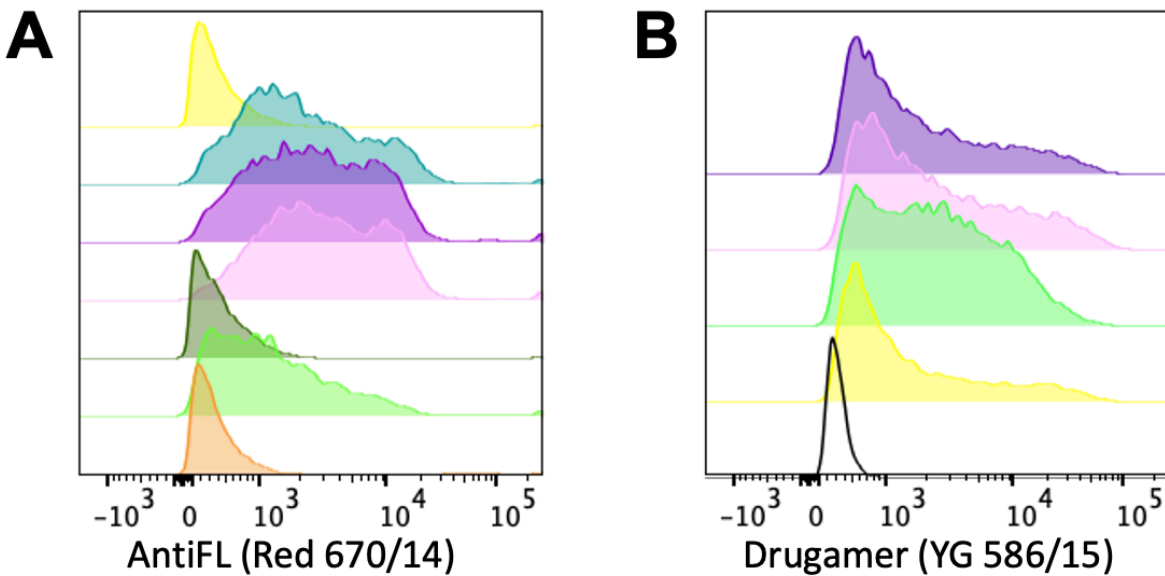 A
B
−10³ 0 10³ 10⁴ 10⁵
−10³ 0 10³ 10⁴ 10⁵
AntiFL (Red 670/14)
Drugamer (YG 586/15)